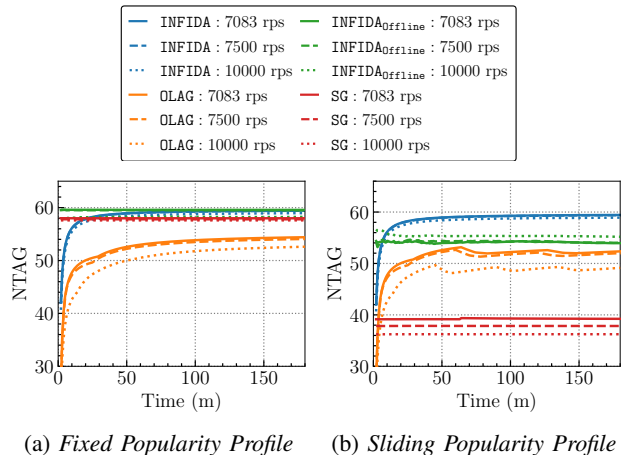 INFIDA : 7083 rps
INFIDA : 7500 rps
INFIDA : 10000 rps
OLAG : 7083 rps
OLAG : 7500 rps
OLAG : 10000 rps
INFIDAOffline : 7083 rps
INFIDAOffline : 7500 rps
INFIDAOffline : 10000 rps
SG : 7083 rps
SG : 7500 rps
SG : 10000 rps
NTAG
60
50
40
30
0 50 100 150
Time (m)
(a) Fixed Popularity Profile
NTAG
60
50
40
30
0 50 100 150
Time (m)
(b) Sliding Popularity Profile